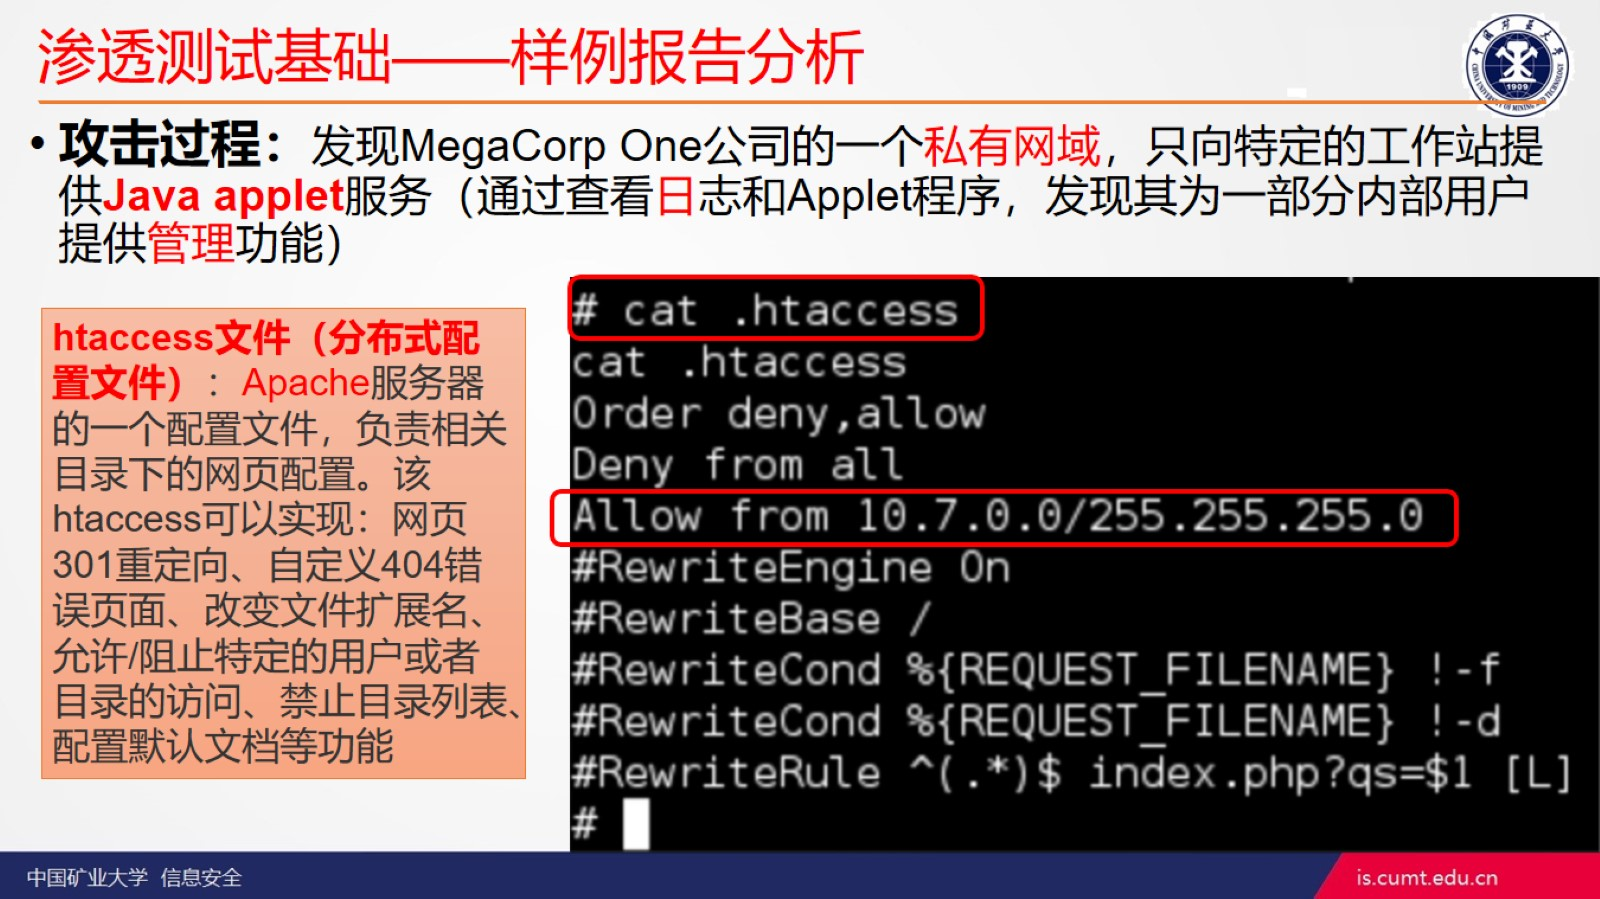 渗透测试基础——样例报告分析
• 攻击过程：发现MegaCorp One公司的一个私有网域，只向特定的工作站提
供Java applet服务（通过查看日志和Applet程序，发现其为一部分内部用户
提供管理功能）
htaccess文件（分布式配
置文件）：Apache服务器
的一个配置文件，负责相关
目录下的网页配置。该
htaccess可以实现：网页
301重定向、自定义404错
误页面、改变文件扩展名、
允许/阻止特定的用户或者
目录的访问、禁止目录列表、
配置默认文档等功能
# cat .htaccess
cat .htaccess
Order deny,allow
Deny from all
Allow from 10.7.0.0/255.255.255.0
#RewriteEngine On
#RewriteBase /
#RewriteCond %{REQUEST_FILENAME} !-f
#RewriteCond %{REQUEST_FILENAME} !-d
#RewriteRule ^(.*)$ index.php?qs=$1 [L]
#
中国矿业大学 信息安全
is.cumt.edu.cn
1909